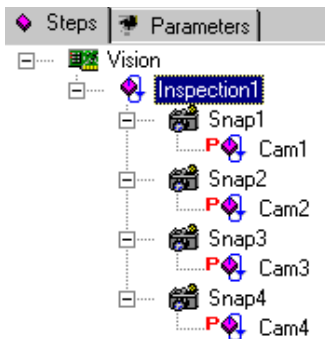 Steps Parameters
Vision
Inspection1
Snap1
P Cam1
Snap2
P Cam2
Snap3
P Cam3
Snap4
P Cam4